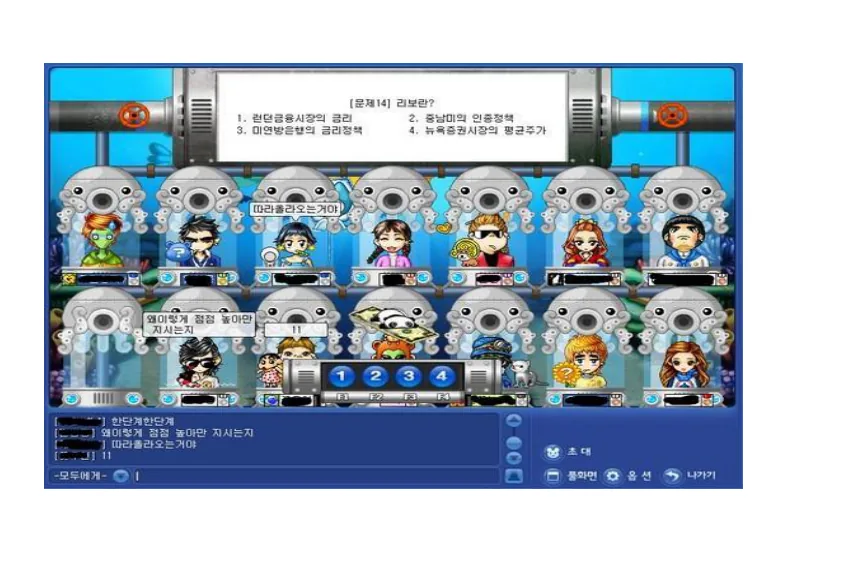 [문제14] 리보란?
1. 런던금융시장의 금리 2. 중남미의 인종정책
3. 미연방은행의 금리정책 4. 뉴욕증권시장의 평균주가
따라올라오는거야
왜이렇게 점점 높아만
지시는지
11
1 2 3 4
F1 F2 F3 F4
] 한단계한단계
] 왜이렇게 점점 높아만 지시는지
] 따라올라오는거야
] 11
초 대
-모두에게-
풀화면 옵 션 나가기